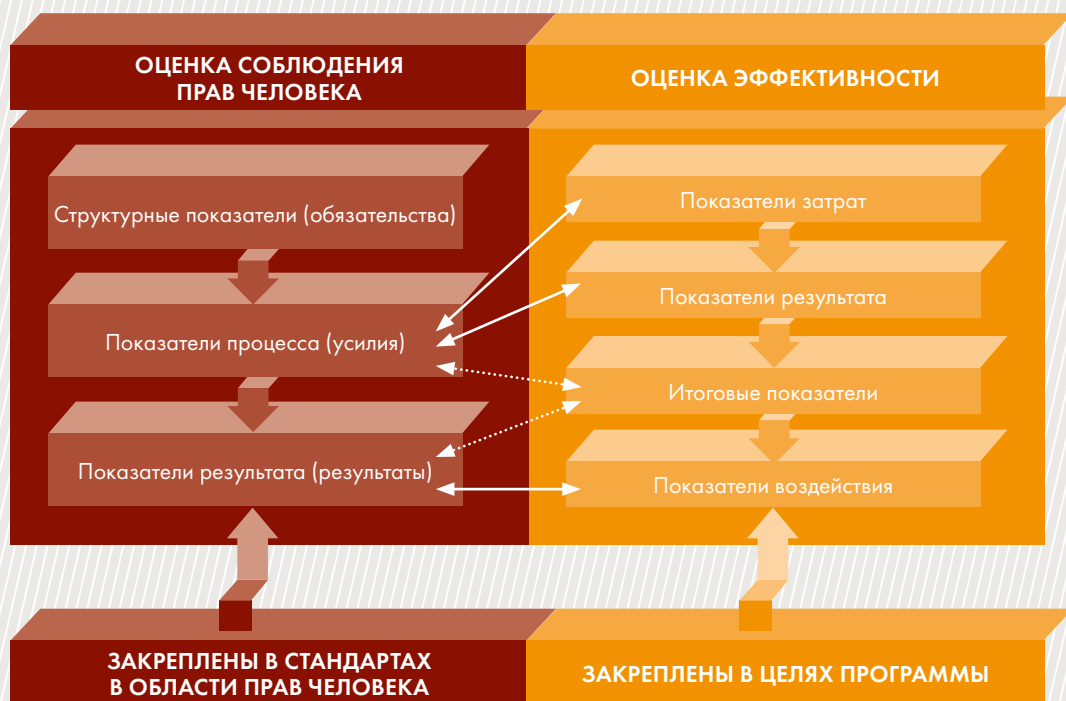 ОЦЕНКА СОБЛЮДЕНИЯ
ПРАВ ЧЕЛОВЕКА
ОЦЕНКА ЭФФЕКТИВНОСТИ
Структурные показатели (обязательства)
Показатели процесса (усилия)
Показатели результата (результаты)
Показатели затрат
Показатели результата
Итоговые показатели
Показатели воздействия
ЗАКРЕПЛЕНЫ В СТАНДАРТАХ
В ОБЛАСТИ ПРАВ ЧЕЛОВЕКА
ЗАКРЕПЛЕНЫ В ЦЕЛЯХ ПРОГРАММЫ